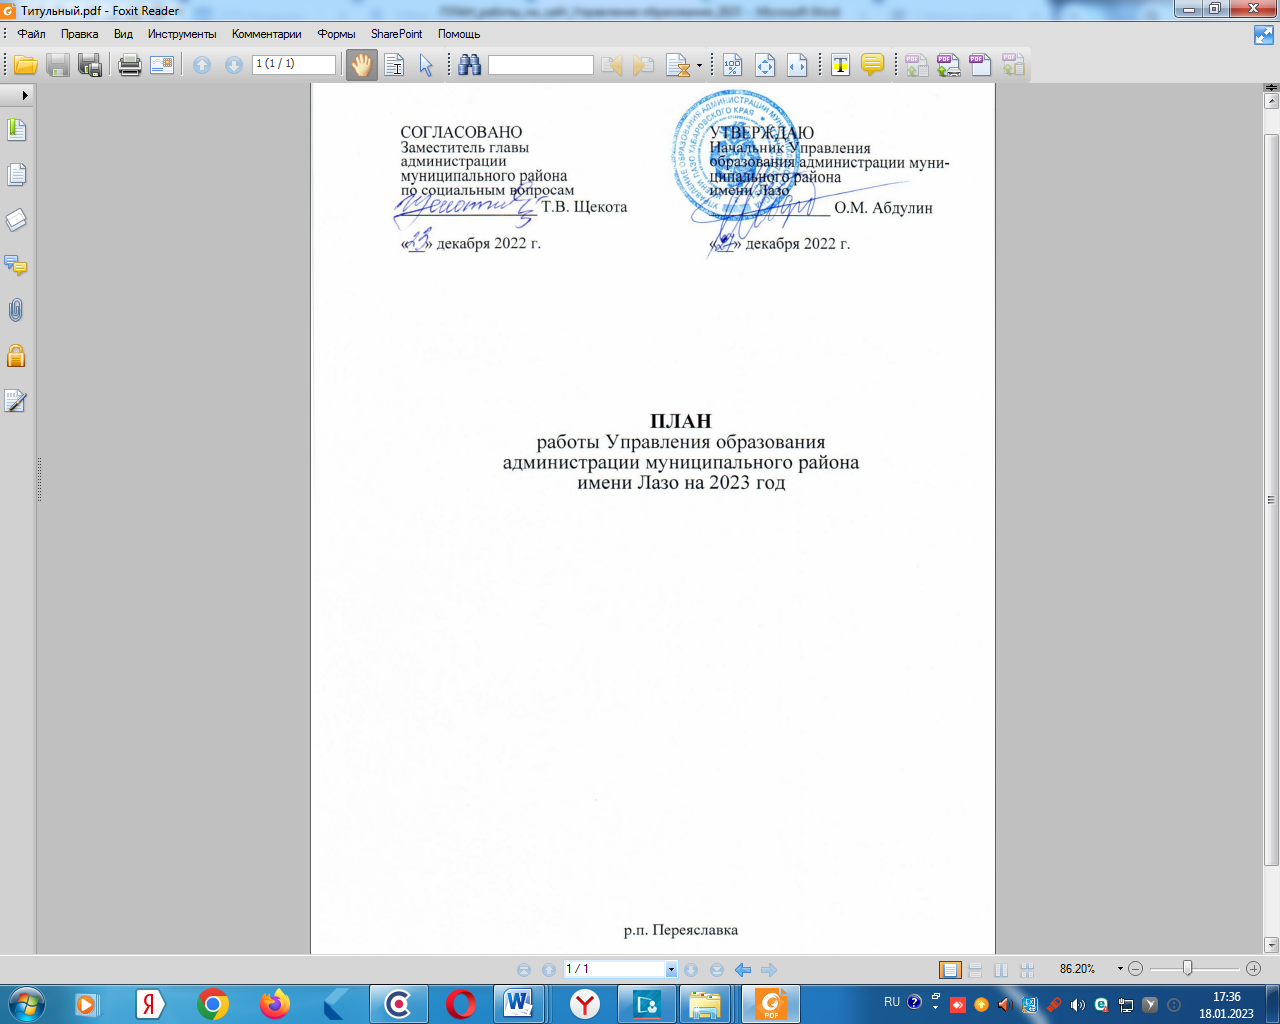 Титульный.pdf - Foxit Reader
Файл Правка Вид Инструменты Комментарии Формы SharePoint Помощь
1 (1 / 1)
СОГЛАСОВАНО
Заместитель главы
администрации
муниципального района
по социальным вопросам
Т.В. Щекота
«23» декабря 2022 г.
УТВЕРЖДАЮ
Начальник Управления
образования администрации муни-
ципального района
имени Лазо
О.М. Абдулин
«27» декабря 2022 г.
ПЛАН
работы Управления образования
администрации муниципального района
имени Лазо на 2023 год
р.п. Переяславка
1 / 1
86.20%
RU
17:36
18.01.2023